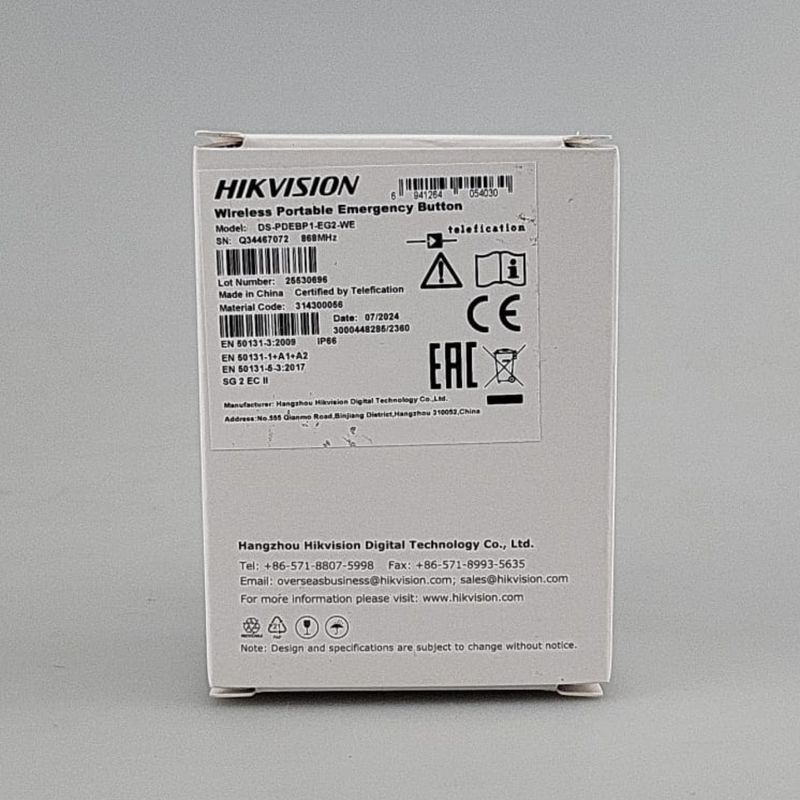 HIKVISION
6 941264 054030
Wireless Portable Emergency Button
Model: DS-PDEBP1-EG2-WE
telefication
SN: Q34467072 868MHz
Lot Number: 25530696
Made in China Certified by Telefication
Material Code: 314300056
Date: 07/2024
3000448285/2360
EN 50131-3:2009 IP66
EN 50131-1+A1+A2
EN 50131-5-3:2017
SG 2 EC II
CE
EAC
Manufacturer: Hangzhou Hikvision Digital Technology Co.,Ltd.
Address:No.555 Qianmo Road,Binjiang District,Hangzhou 310052,China
Hangzhou Hikvision Digital Technology Co., Ltd.
Tel: +86-571-8807-5998 Fax: +86-571-8993-5635
Email: overseasbusiness@hikvision.com; sales@hikvision.com
For more information please visit: www.hikvision.com
21
PAP
Note: Design and specifications are subject to change without notice.